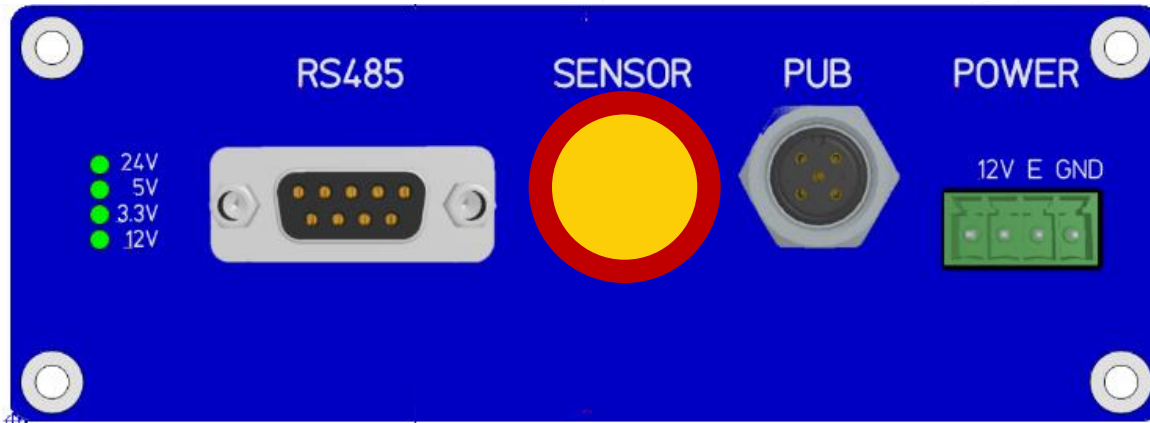 RS485 SENSOR PUB POWER
12V E GND
24V
5V
3.3V
12V